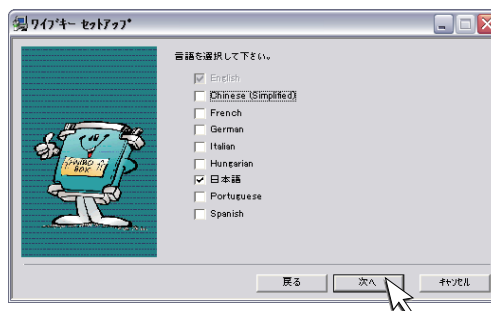 ワイプキー セットアップ
言語を選択して下さい。
English
Chinese (Simplified)
French
German
Italian
Hungarian
日本語
Portuguese
Spanish
戻る
次へ
キャンセル